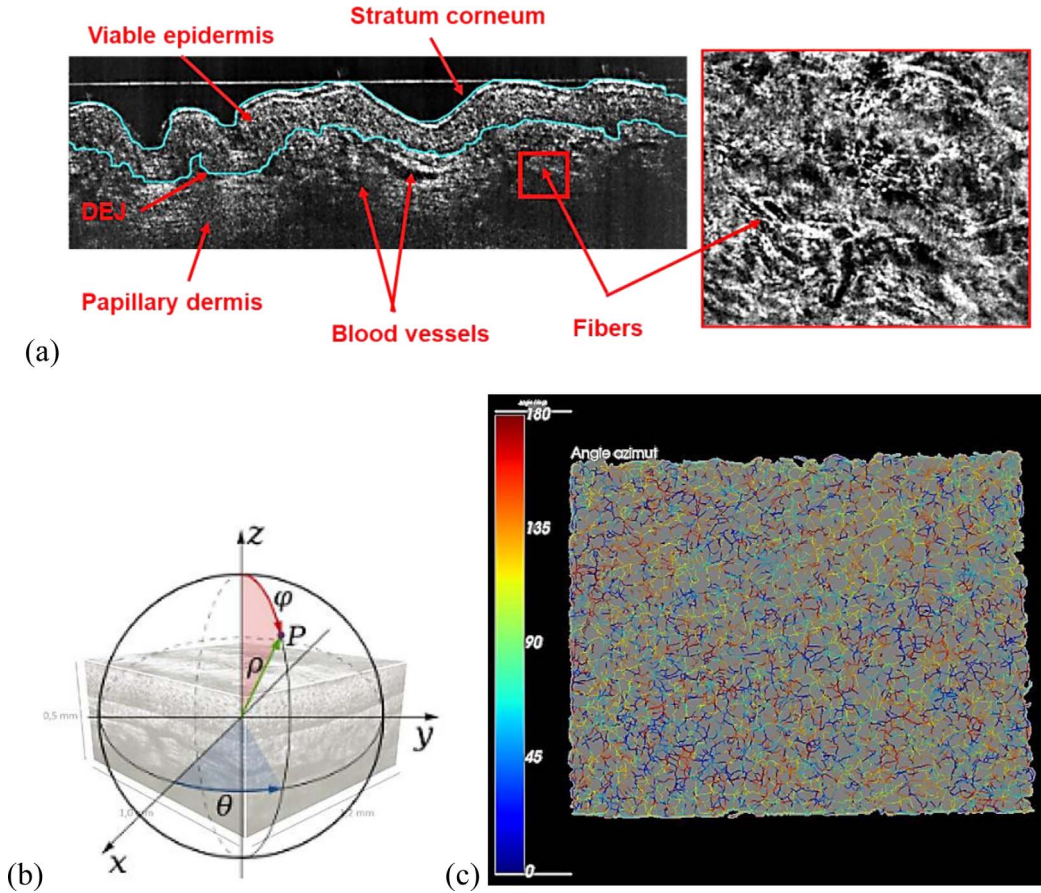 Stratum corneum
Viable epidermis
DEJ
Papillary dermis
Blood vessels
Fibers
(a)
z
φ
P
ρ
0,5 mm
y
θ
x
(b)
180
Angle azimut
135
90
45
0
(c)